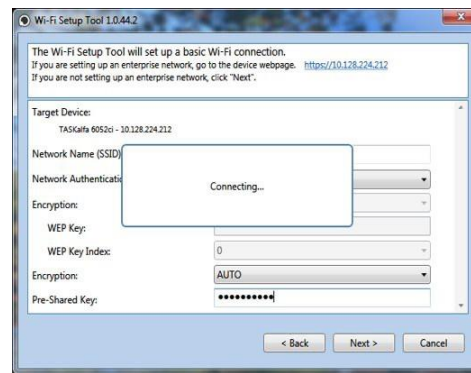 Wi-Fi Setup Tool 1.0.44.2
The Wi-Fi Setup Tool will set up a basic Wi-Fi connection.
If you are setting up an enterprise network, go to the device webpage. https://10.128.224.212
If you are not setting up an enterprise network, click "Next".
Target Device:
TASKalfa 6052ci - 10.128.224.212
Network Name (SSID)
Network Authenticatio
Connecting...
Encryption:
WEP Key:
WEP Key Index: 0
Encryption: AUTO
Pre-Shared Key: ●●●●●●●●●●
< Back Next > Cancel